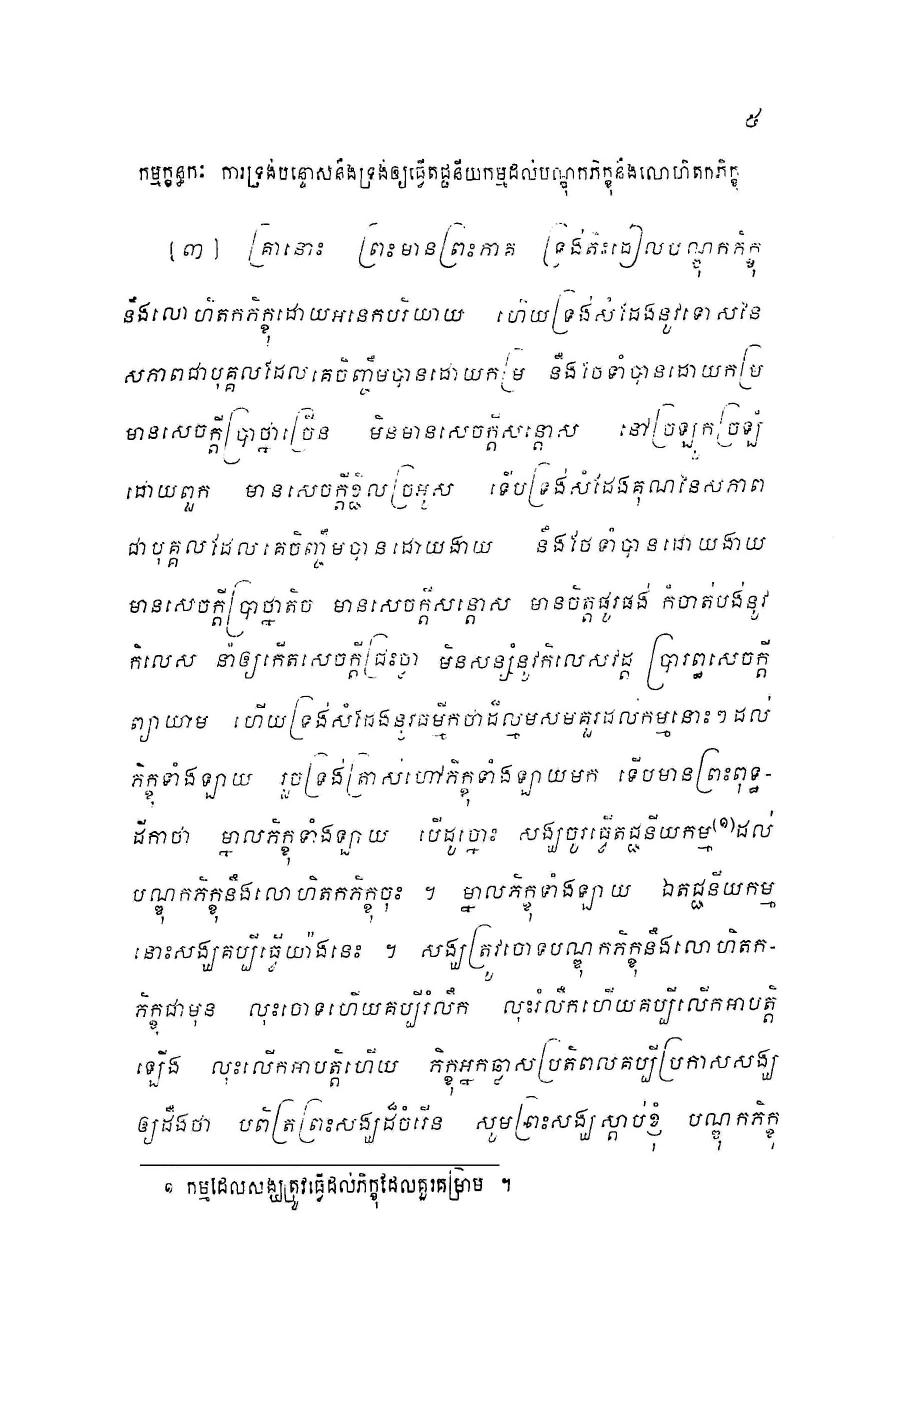 ៥
កម្មក្ខន្ធកៈ ការទ្រង់បន្ទោសនឹងទ្រង់ឲ្យធ្វើតជ្ជនីយកម្មដល់បណ្ឌុកភិក្ខុនឹងលោហិតកភិក្ខុ
[៣] គ្រានោះ ព្រះមានព្រះភាគ ទ្រង់តិះដៀលបណ្ឌុកភិក្ខុ
នឹងលោហិតកភិក្ខុដោយអនេកបរិយាយ ហើយទ្រង់សំដែងនូវទោសនៃ
សភាពជាបុគ្គលដែលគេចិញ្ចឹមបានដោយកម្រ នឹងថែទាំបានដោយកម្រ
មានសេចក្តីប្រាថ្នាច្រើន មិនមានសេចក្តីសន្តោស នៅច្រឡូកច្រឡំ
ដោយពួក មានសេចក្តីខ្ជិលច្រអូស ទើបទ្រង់សំដែងគុណនៃសភាព
ជាបុគ្គលដែលគេចិញ្ចឹមបានដោយងាយ នឹងថែទាំបានដោយងាយ
មានសេចក្តីប្រាថ្នាតិច មានសេចក្តីសន្តោស មានចិត្តផូរផង់ កំចាត់បង់នូវ
កិលេស នាំឲ្យកើតសេចក្តីជ្រះថ្លា មិនសន្សំនូវកិលេសវដ្ត ប្រារព្ធសេចក្តី
ព្យាយាម ហើយទ្រង់សំដែងនូវធម្មីកថាដ៏ល្មមសមគួរដល់កម្មនោះៗដល់
ភិក្ខុទាំងឡាយ រួចទ្រង់ត្រាស់ហៅភិក្ខុទាំងឡាយមក ទើបមានព្រះពុទ្ធ-
ដីកាថា ម្នាលភិក្ខុទាំងឡាយ បើដូច្នោះ សង្ឃចូរធ្វើតជ្ជនីយកម្ម(១)ដល់
បណ្ឌុកភិក្ខុនឹងលោហិតកភិក្ខុចុះ ។ ម្នាលភិក្ខុទាំងឡាយ ឯតជ្ជនីយកម្ម
នោះសង្ឃគប្បីធ្វើយ៉ាងនេះ ។ សង្ឃត្រូវចោទបណ្ឌុកភិក្ខុនឹងលោហិតក-
ភិក្ខុជាមុន លុះចោទហើយគប្បីរំលឹក លុះរំលឹកហើយគប្បីលើកអាបត្តិ
ឡើង លុះលើកអាបត្តិហើយ ភិក្ខុអ្នកឆ្លាសប្រតិពលគប្បីប្រកាសសង្ឃ
ឲ្យដឹងថា បពិត្រព្រះសង្ឃដ៏ចំរើន សូមព្រះសង្ឃស្តាប់ខ្ញុំ បណ្ឌុកភិក្ខុ
១ កម្មដែលសង្ឃត្រូវធ្វើដល់ភិក្ខុដែលគួរគម្រាម ។